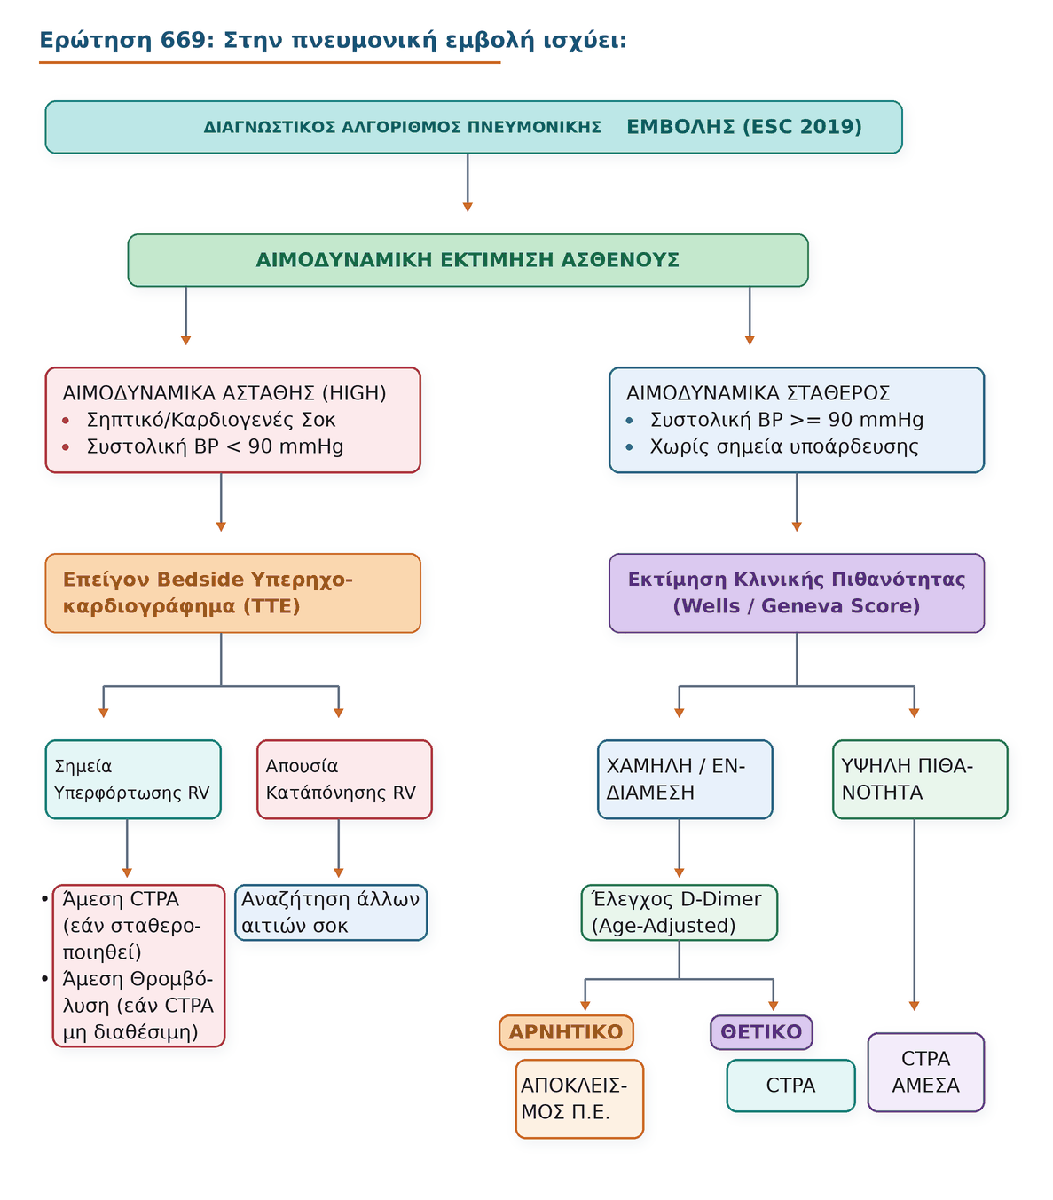 Ερώτηση 669: Στην πνευμονική εμβολή ισχύει:
ΔΙΑΓΝΩΣΤΙΚΟΣ ΑΛΓΟΡΙΘΜΟΣ ΠΝΕΥΜΟΝΙΚΗΣ ΕΜΒΟΛΗΣ (ESC 2019)
ΑΙΜΟΔΥΝΑΜΙΚΗ ΕΚΤΙΜΗΣΗ ΑΣΘΕΝΟΥΣ
ΑΙΜΟΔΥΝΑΜΙΚΑ ΑΣΤΑΘΗΣ (HIGH)
• Σηπτικό/Καρδιογενές Σοκ
• Συστολική BP < 90 mmHg
ΑΙΜΟΔΥΝΑΜΙΚΑ ΣΤΑΘΕΡΟΣ
• Συστολική BP >= 90 mmHg
• Χωρίς σημεία υποάρδευσης
Επείγον Bedside Υπερηχο-
καρδιογράφημα (TTE)
Εκτίμηση Κλινικής Πιθανότητας
(Wells / Geneva Score)
Σημεία
Υπερφόρτωσης RV
Απουσία
Κατάπόνησης RV
ΧΑΜΗΛΗ / ΕΝ-
ΔΙΑΜΕΣΗ
ΥΨΗΛΗ ΠΙΘΑ-
ΝΟΤΗΤΑ
• Άμεση CTPA
(εάν σταθερο-
ποιηθεί)
• Άμεση Θρομβό-
λυση (εάν CTPA
μη διαθέσιμη)
Αναζήτηση άλλων
αιτιών σοκ
Έλεγχος D-Dimer
(Age-Adjusted)
ΑΡΝΗΤΙΚΟ
ΑΠΟΚΛΕΙΣ-
ΜΟΣ Π.Ε.
ΘΕΤΙΚΟ
CTPA
CTPA
ΑΜΕΣΑ